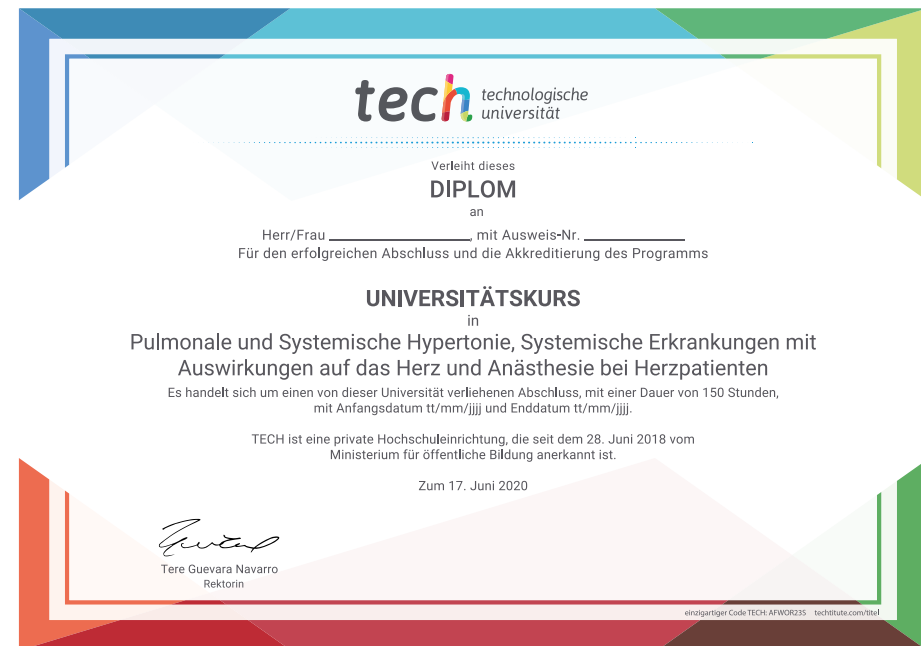 tech technologische
universität
Verleiht dieses
DIPLOM
an
Herr/Frau ______________, mit Ausweis-Nr. ______________
Für den erfolgreichen Abschluss und die Akkreditierung des Programms
UNIVERSITÄTSKURS
in
Pulmonale und Systemische Hypertonie, Systemische Erkrankungen mit
Auswirkungen auf das Herz und Anästhesie bei Herzpatienten
Es handelt sich um einen von dieser Universität verliehenen Abschluss, mit einer Dauer von 150 Stunden,
mit Anfangsdatum tt/mm/jjjj und Enddatum tt/mm/jjjj.
TECH ist eine private Hochschuleinrichtung, die seit dem 28. Juni 2018 vom
Ministerium für öffentliche Bildung anerkannt ist.
Zum 17. Juni 2020
Tere Guevara Navarro
Rektorin
einzigartiger Code TECH: AFWOR23S techtitute.com/titel